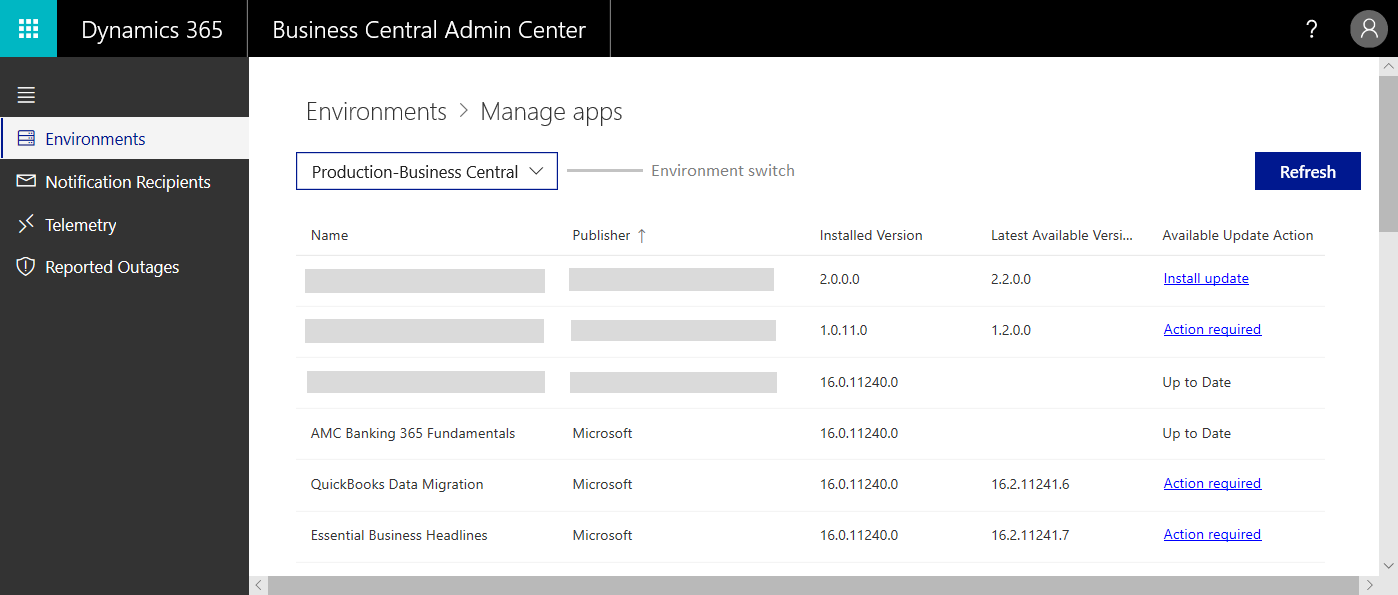 Dynamics 365 Business Central Admin Center ?
Environments
Notification Recipients
Telemetry
Reported Outages
Environments > Manage apps
Production-Business Central Environment switch Refresh
Name Publisher ↑ Installed Version Latest Available Versi... Available Update Action
2.0.0.0 2.2.0.0 Install update
1.0.11.0 1.2.0.0 Action required
16.0.11240.0 Up to Date
AMC Banking 365 Fundamentals Microsoft 16.0.11240.0 Up to Date
QuickBooks Data Migration Microsoft 16.0.11240.0 16.2.11241.6 Action required
Essential Business Headlines Microsoft 16.0.11240.0 16.2.11241.7 Action required